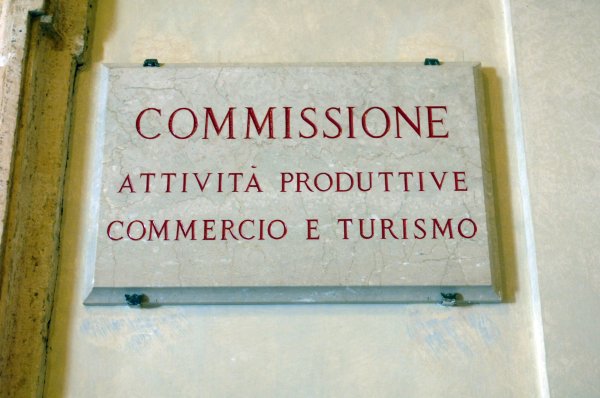 COMMISSIONE
ATTIVITÀ PRODUTTIVE
COMMERCIO E TURISMO